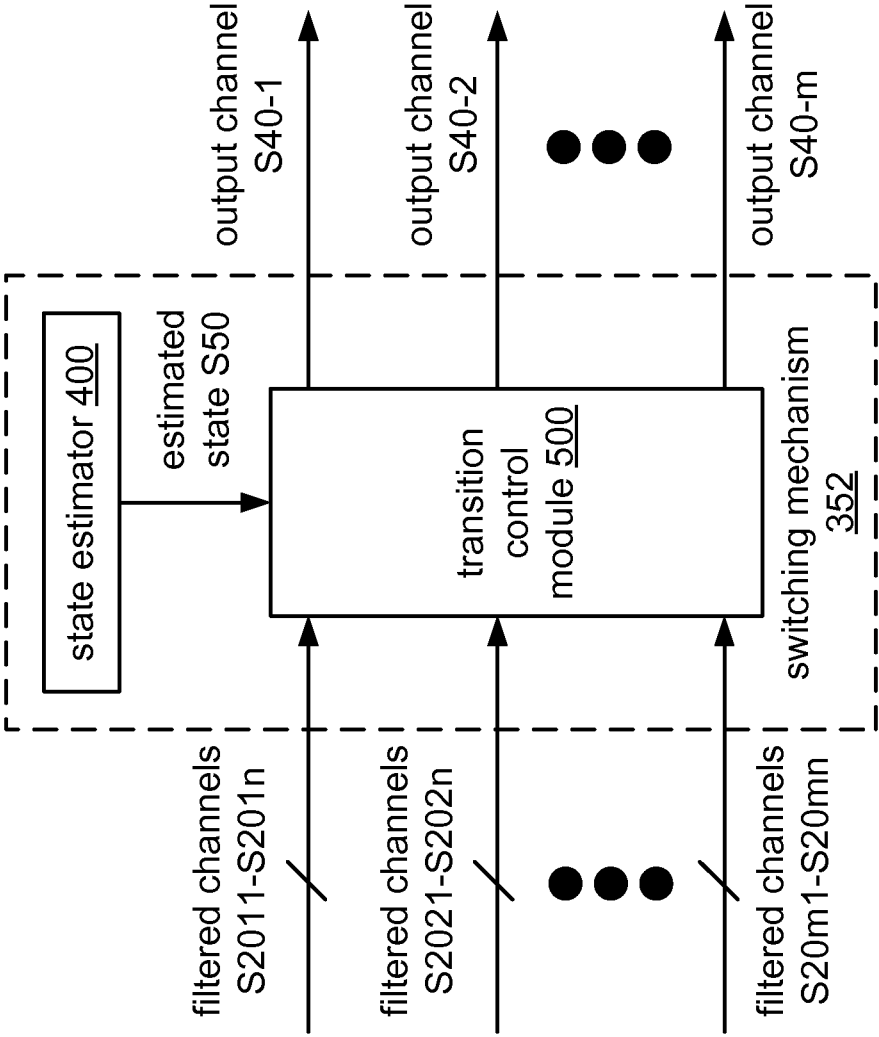 state estimator 400
estimated
state S50
filtered channels
S2011-S201n
filtered channels
S2021-S202n
filtered channels
S20m1-S20mn
transition
control
module 500
output channel
S40-1
output channel
S40-2
output channel
S40-m
switching mechanism
352